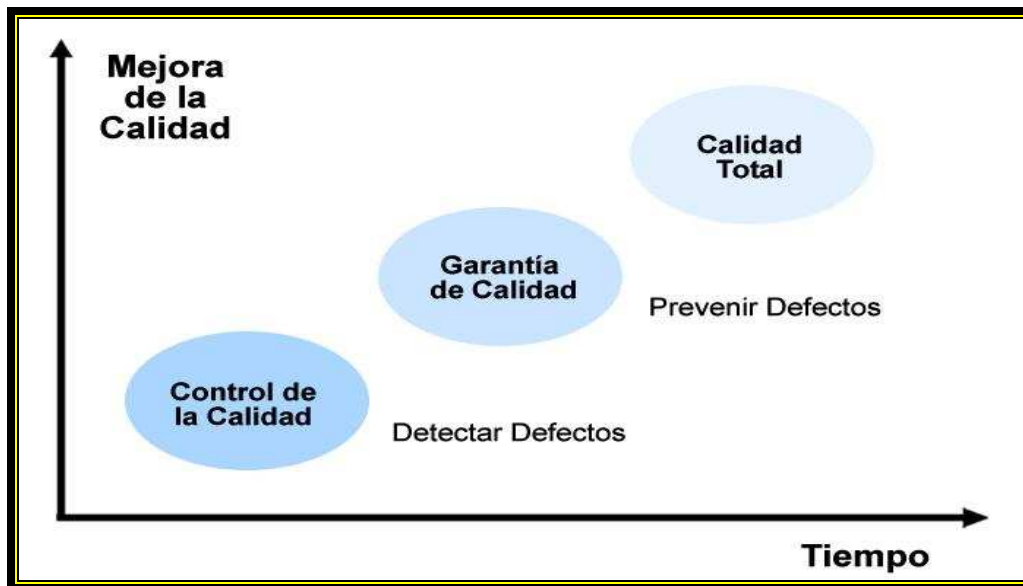 Mejora
de la
Calidad
Calidad
Total
Garantía
de Calidad
Prevenir Defectos
Control de
la Calidad
Detectar Defectos
Tiempo